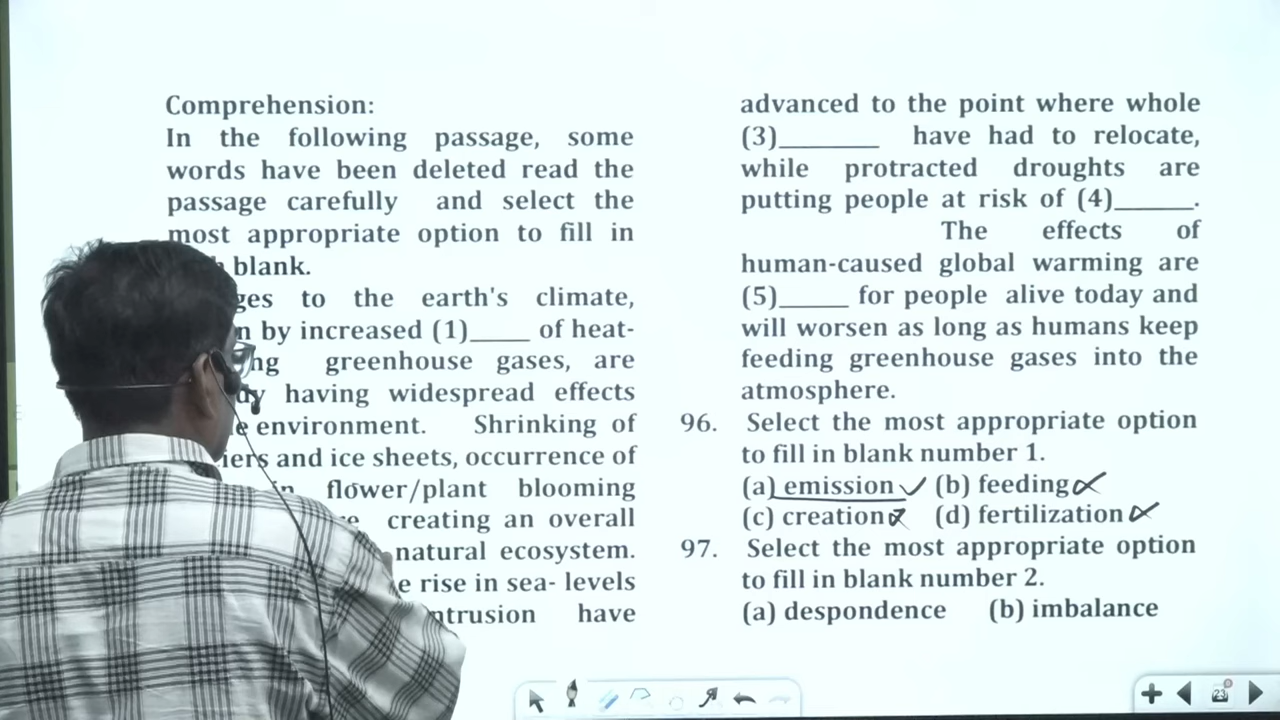 Comprehension:
In the following passage, some
words have been deleted read the
passage carefully and select the
most appropriate option to fill in
blank.
to the earth's climate,
by increased (1)____ of heat-
greenhouse gases, are
having widespread effects
environment. Shrinking of
and ice sheets, occurrence of
flower/plant blooming
creating an overall
natural ecosystem.
rise in sea- levels
have
advanced to the point where whole
(3)_______ have had to relocate,
while protracted droughts are
putting people at risk of (4)______.
The effects of
human-caused global warming are
(5)_____ for people alive today and
will worsen as long as humans keep
feeding greenhouse gases into the
atmosphere.
96. Select the most appropriate option
to fill in blank number 1.
(a) emission (b) feeding
(c) creation (d) fertilization
97. Select the most appropriate option
to fill in blank number 2.
(a) despondence (b) imbalance
23